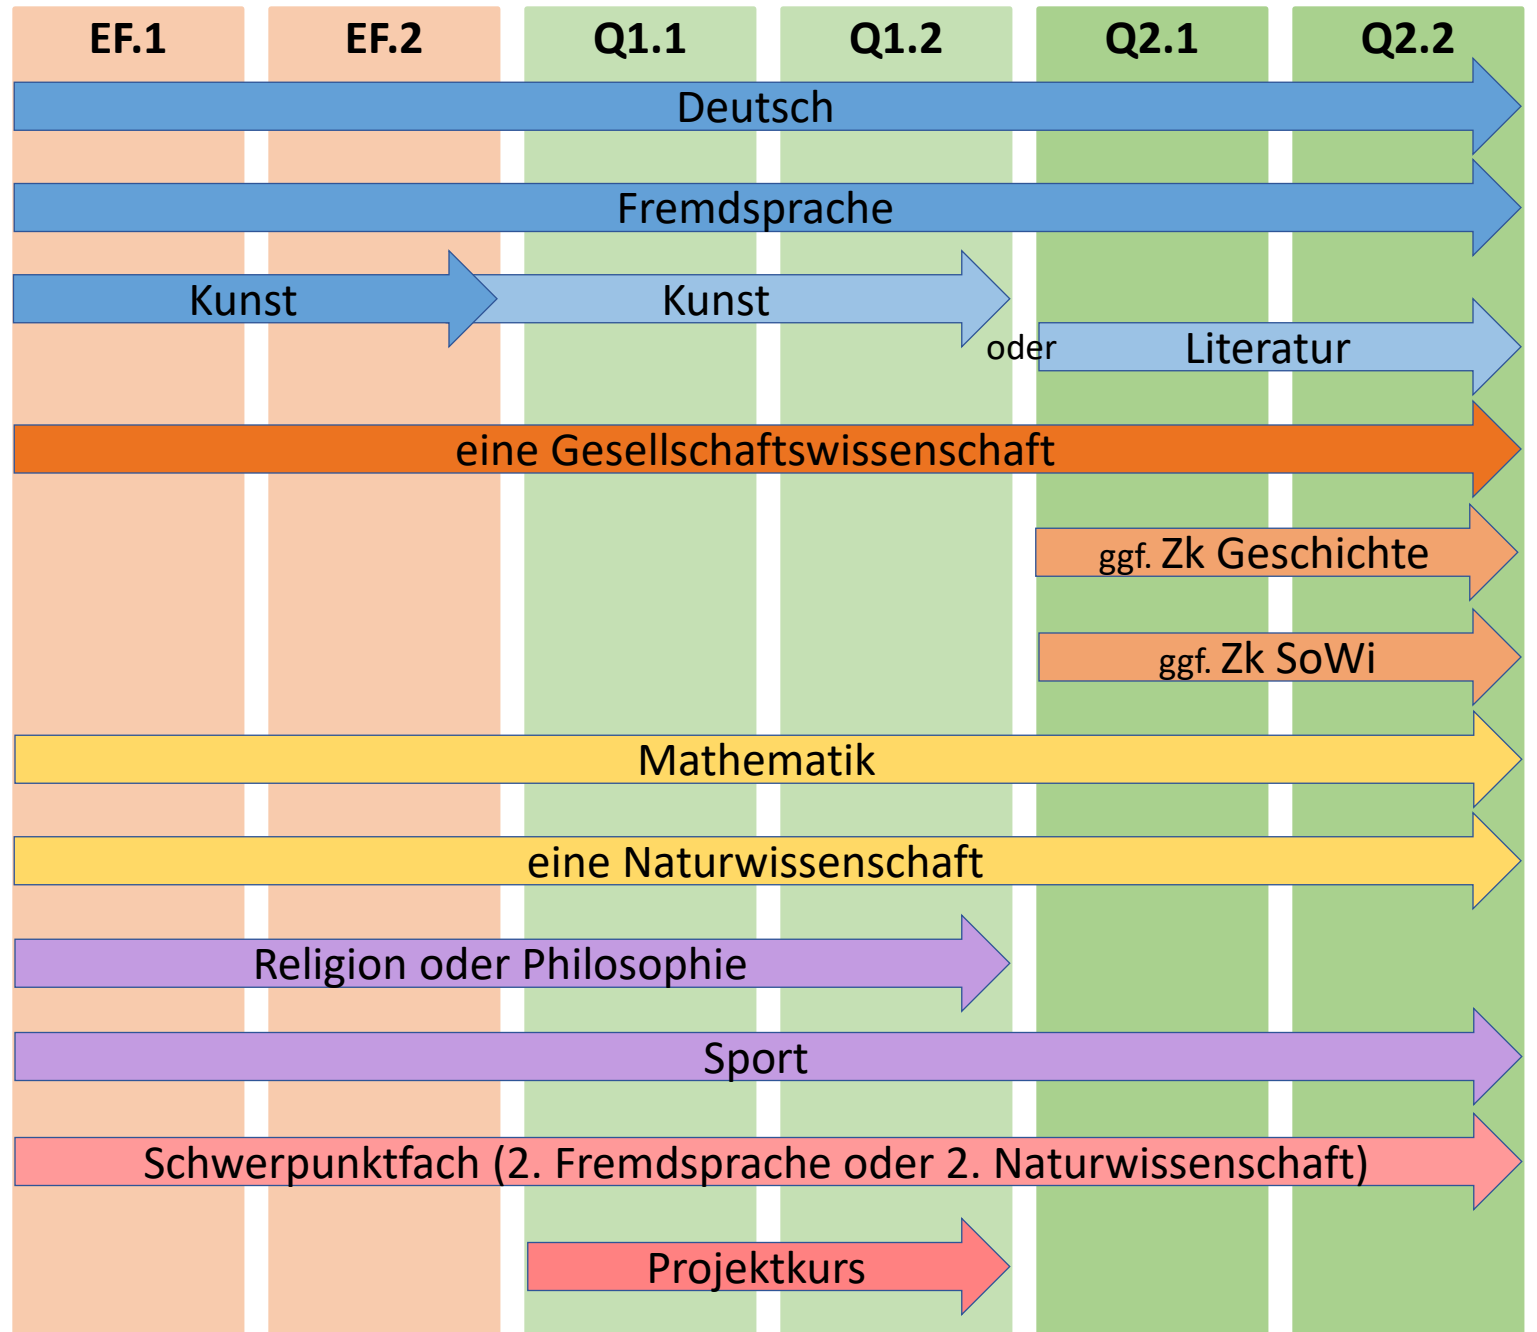 EF.1 EF.2 Q1.1 Q1.2 Q2.1 Q2.2
Deutsch
Fremdsprache
Kunst Kunst
oder Literatur
eine Gesellschaftswissenschaft
ggf. Zk Geschichte
ggf. Zk SoWi
Mathematik
eine Naturwissenschaft
Religion oder Philosophie
Sport
Schwerpunktfach (2. Fremdsprache oder 2. Naturwissenschaft)
Projektkurs